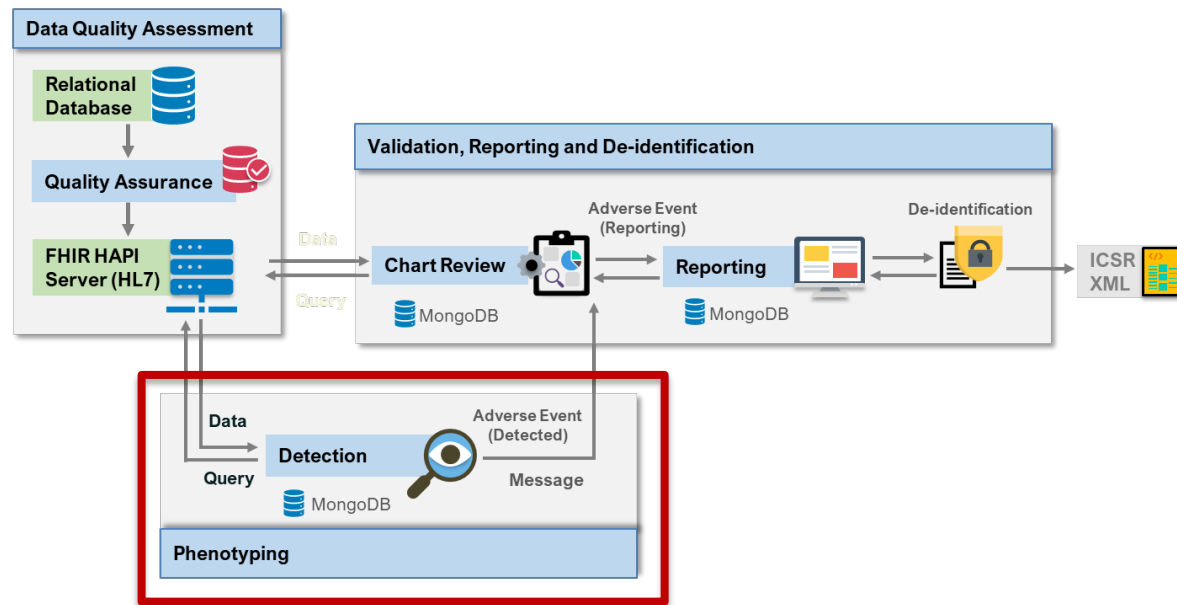 Data Quality Assessment
Relational
Database
Quality Assurance
FHIR HAPI
Server (HL7)
Data
Query
Validation, Reporting and De-identification
Chart Review
MongoDB
Adverse Event
(Reporting)
Reporting
MongoDB
De-identification
ICSR
XML
</>
Data
Query
Detection
MongoDB
Adverse Event
(Detected)
Message
Phenotyping